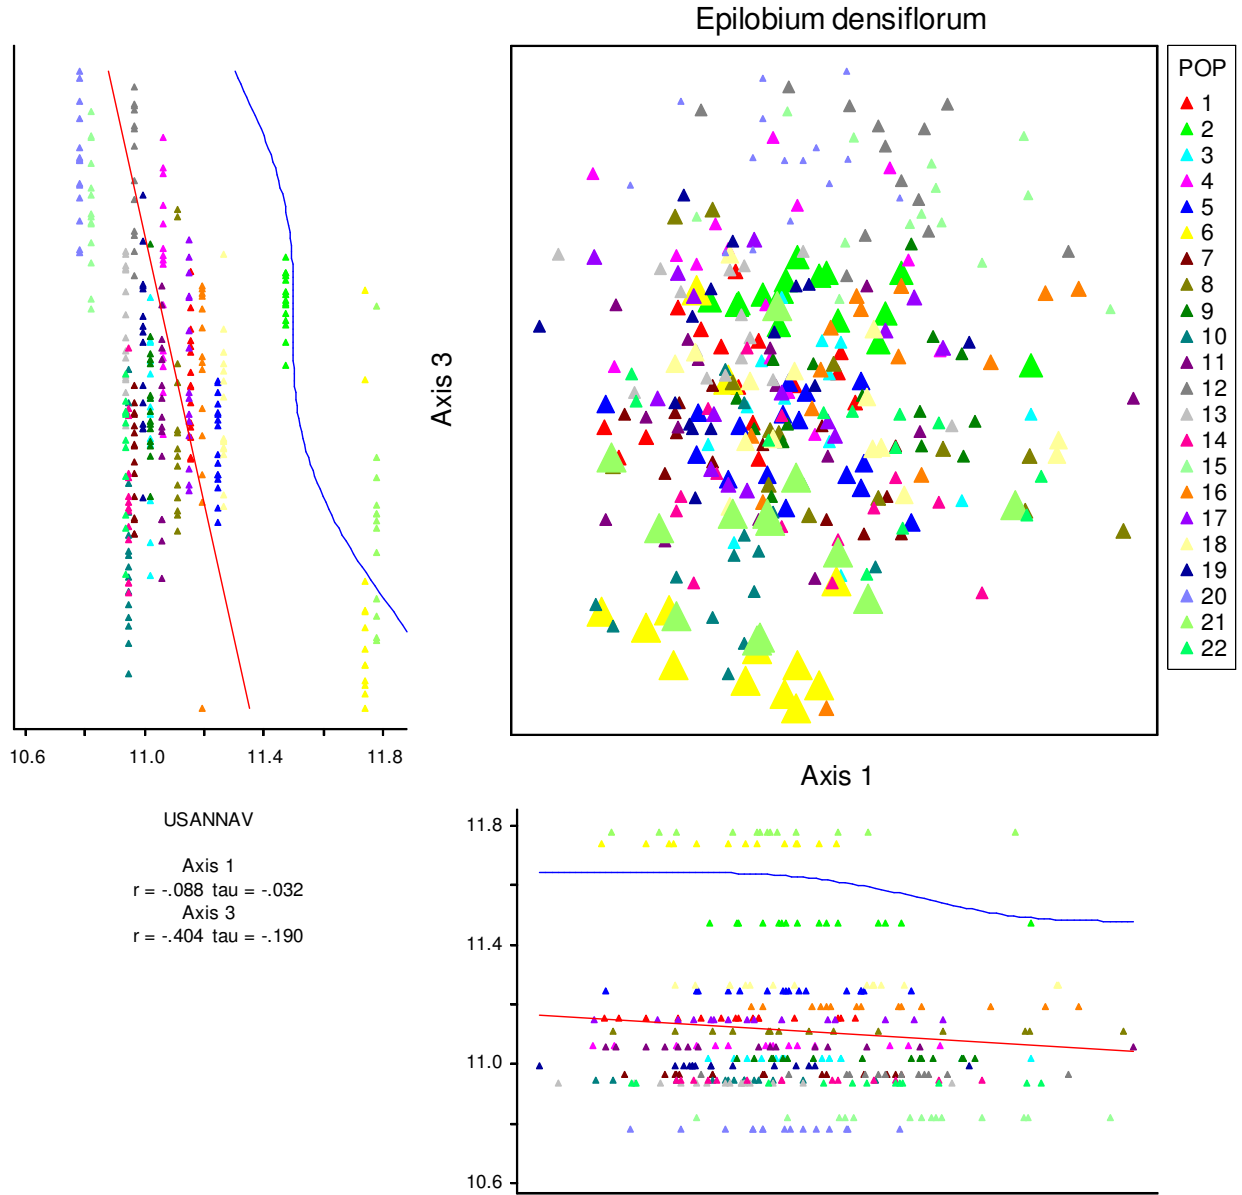 Epilobium densiflorum
POP
1
2
3
4
5
6
7
8
9
10
11
12
13
14
15
16
17
18
19
20
21
22
Axis 3
10.6 11.0 11.4 11.8
Axis 1
USANNAV
Axis 1
r = -.088 tau = -.032
Axis 3
r = -.404 tau = -.190
11.8
11.4
11.0
10.6